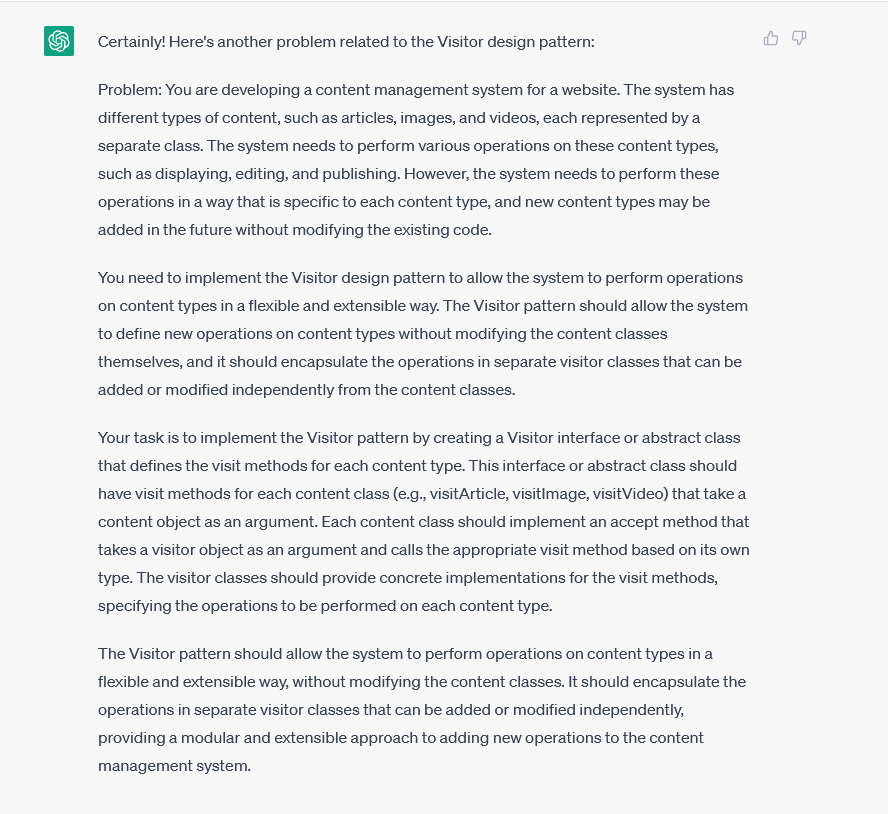 Certainly! Here's another problem related to the Visitor design pattern:
Problem: You are developing a content management system for a website. The system has
different types of content, such as articles, images, and videos, each represented by a
separate class. The system needs to perform various operations on these content types,
such as displaying, editing, and publishing. However, the system needs to perform these
operations in a way that is specific to each content type, and new content types may be
added in the future without modifying the existing code.
You need to implement the Visitor design pattern to allow the system to perform operations
on content types in a flexible and extensible way. The Visitor pattern should allow the system
to define new operations on content types without modifying the content classes
themselves, and it should encapsulate the operations in separate visitor classes that can be
added or modified independently from the content classes.
Your task is to implement the Visitor pattern by creating a Visitor interface or abstract class
that defines the visit methods for each content type. This interface or abstract class should
have visit methods for each content class (e.g., visitArticle, visitImage, visitVideo) that take a
content object as an argument. Each content class should implement an accept method that
takes a visitor object as an argument and calls the appropriate visit method based on its own
type. The visitor classes should provide concrete implementations for the visit methods,
specifying the operations to be performed on each content type.
The Visitor pattern should allow the system to perform operations on content types in a
flexible and extensible way, without modifying the content classes. It should encapsulate the
operations in separate visitor classes that can be added or modified independently,
providing a modular and extensible approach to adding new operations to the content
management system.